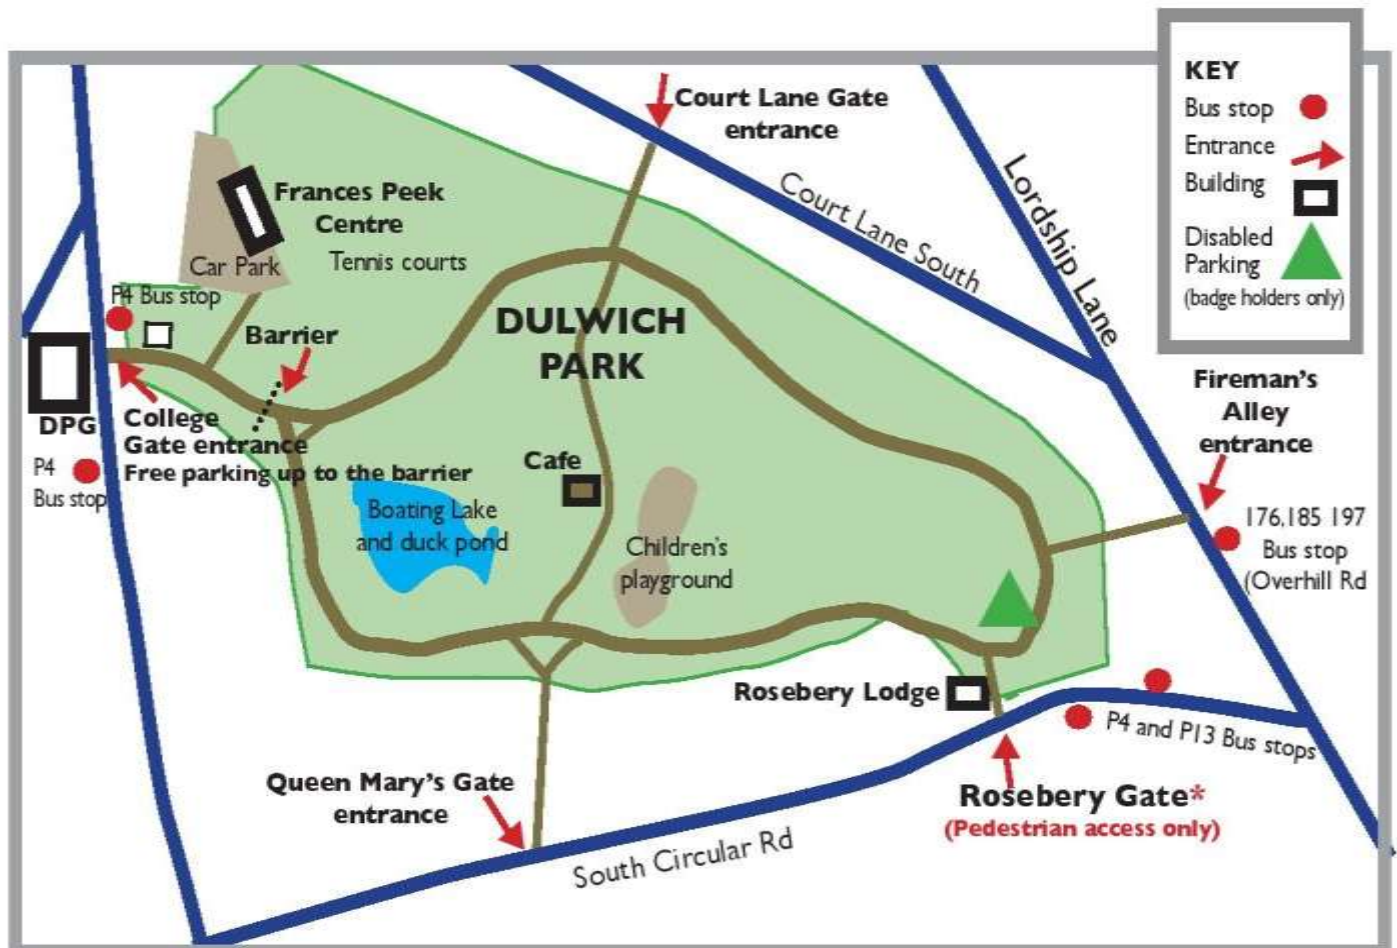 KEY
Bus stop
Entrance
Building
Disabled
Parking
(badge holders only)
Court Lane Gate
entrance
Court Lane South
Lordship Lane
Frances Peek
Centre
Tennis courts
Car Park
P4 Bus stop
Barrier
DULWICH
PARK
Fireman's
Alley
entrance
DPG
College
Gate entrance
Free parking up to the barrier
P4
Bus stop
Cafe
Boating Lake
and duck pond
Children's
playground
176,185 197
Bus stop
(Overhill Rd
Rosebery Lodge
P4 and P13 Bus stops
Queen Mary's Gate
entrance
Rosebery Gate*
(Pedestrian access only)
South Circular Rd